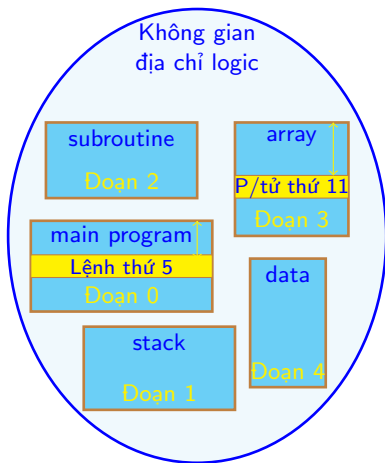 Không gian
địa chỉ logic
subroutine
Đoạn 2
array
P/tử thứ 11
Đoạn 3
main program
Lệnh thứ 5
Đoạn 0
data
Đoạn 4
stack
Đoạn 1